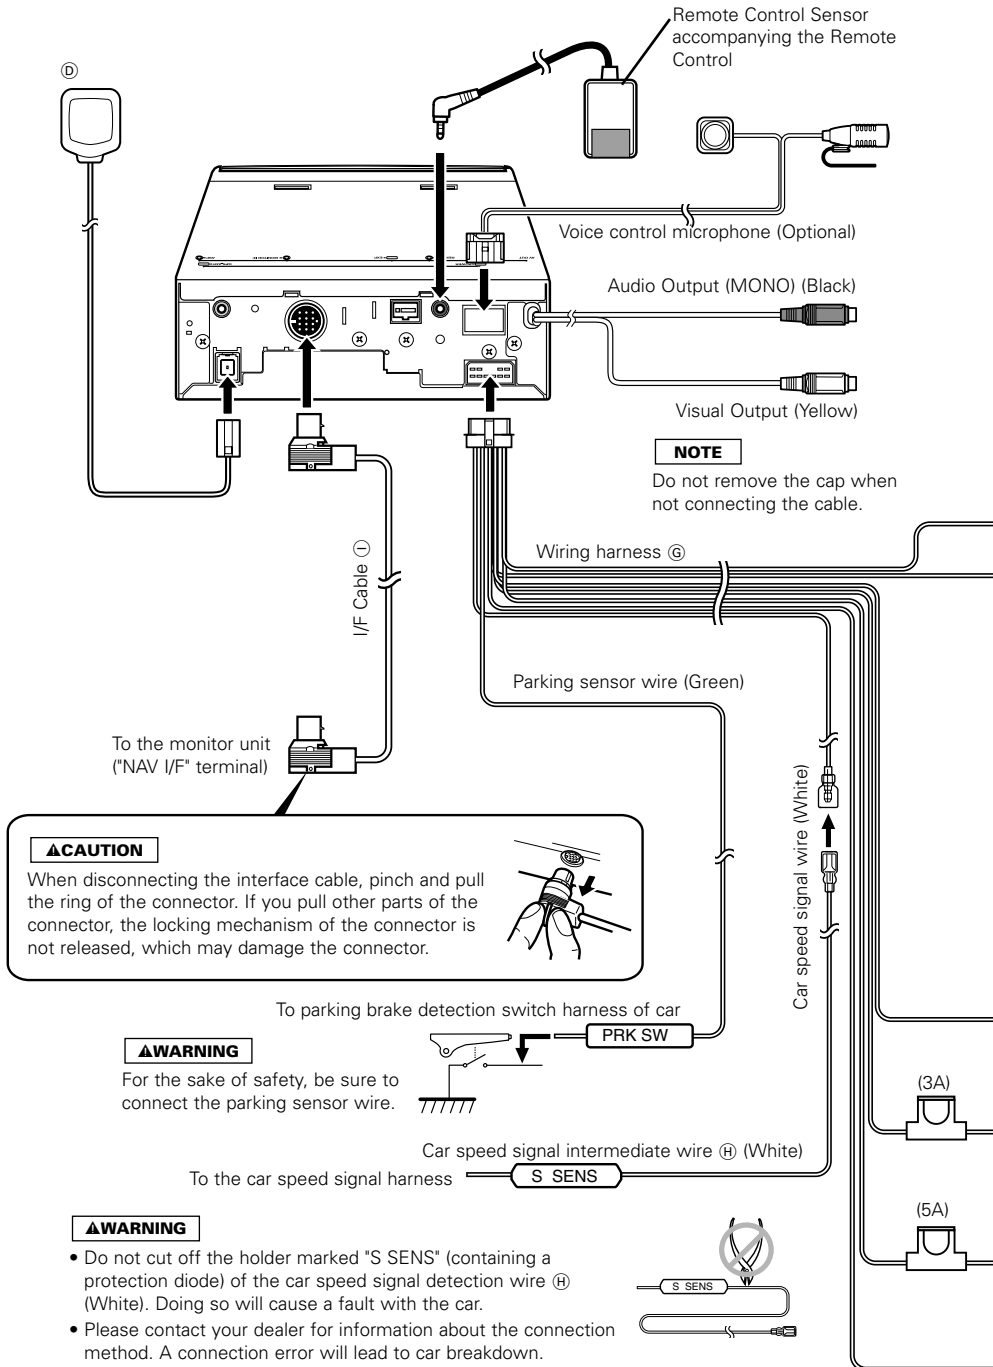 Remote Control Sensor
accompanying the Remote
Control
Ⓓ
Voice control microphone (Optional)
Audio Output (MONO) (Black)
Visual Output (Yellow)
NOTE
Do not remove the cap when
not connecting the cable.
Wiring harness Ⓖ
I/F Cable Ⓘ
Parking sensor wire (Green)
To the monitor unit
("NAV I/F" terminal)
Car speed signal wire (White)
⚠CAUTION
When disconnecting the interface cable, pinch and pull
the ring of the connector. If you pull other parts of the
connector, the locking mechanism of the connector is
not released, which may damage the connector.
To parking brake detection switch harness of car
PRK SW
⚠WARNING
For the sake of safety, be sure to
connect the parking sensor wire.
(3A)
Car speed signal intermediate wire Ⓗ (White)
To the car speed signal harness
S SENS
(5A)
⚠WARNING
• Do not cut off the holder marked "S SENS" (containing a
protection diode) of the car speed signal detection wire Ⓗ
(White). Doing so will cause a fault with the car.
• Please contact your dealer for information about the connection
method. A connection error will lead to car breakdown.
S SENS